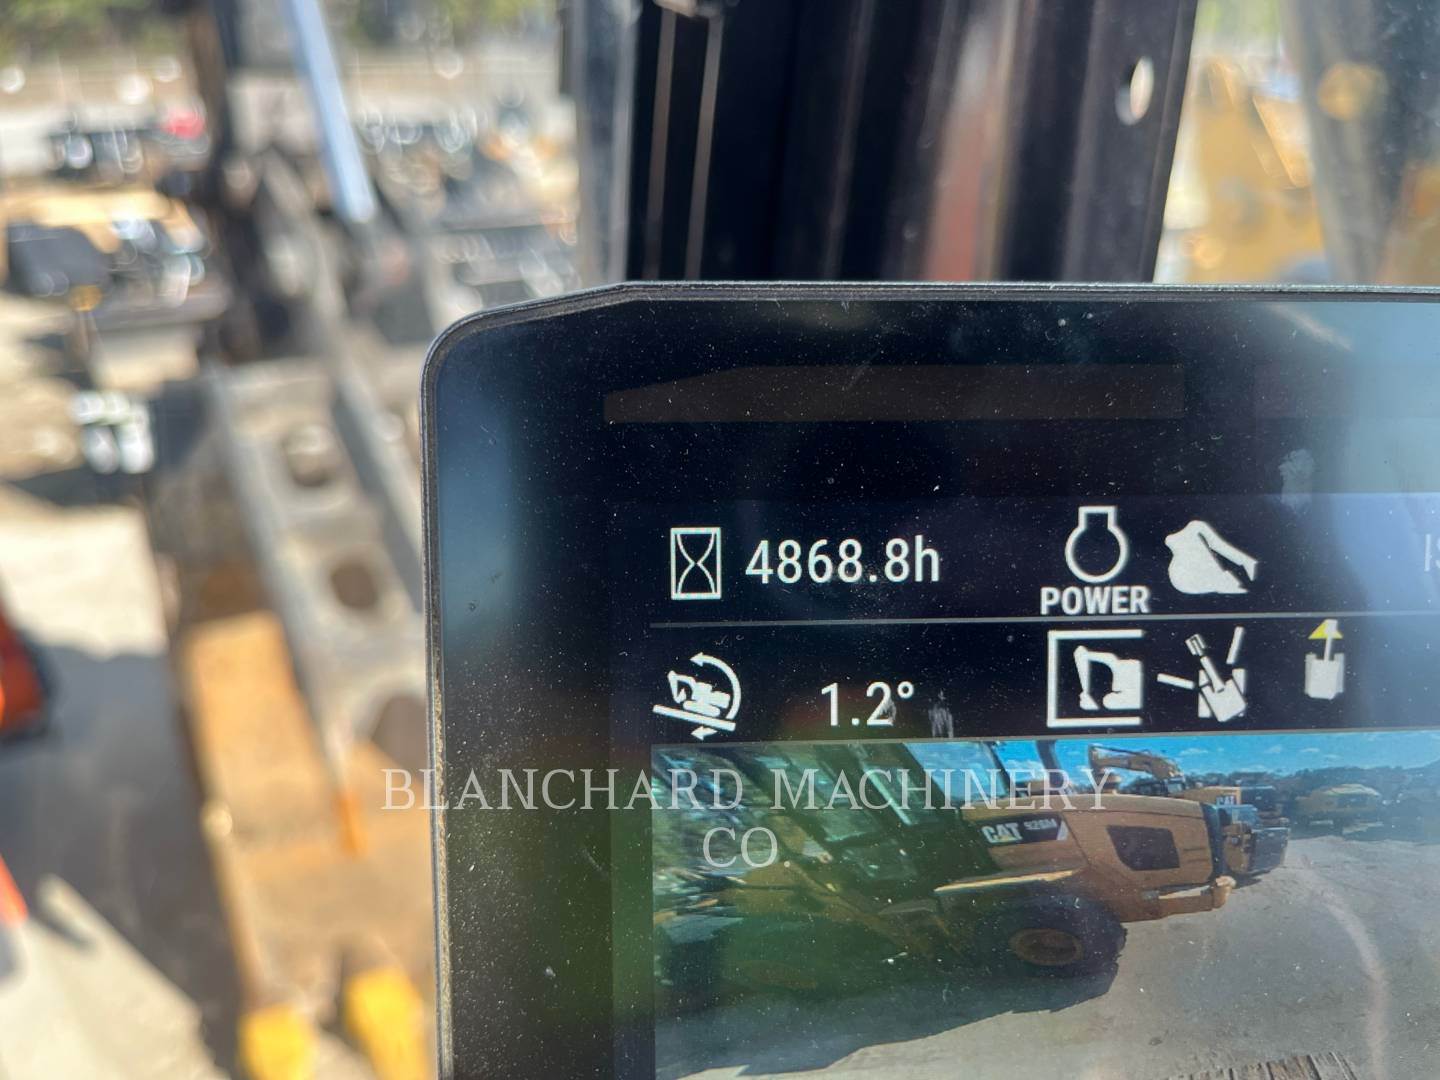 4868.8h
POWER
1.2°
BLANCHARD MACHINERY
CO.
CAT